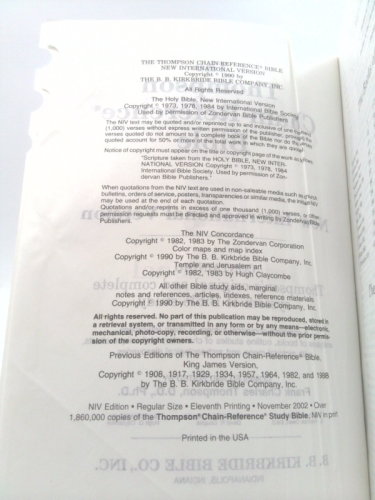 THE THOMPSON CHAIN REFERENCE® BIBLE
NEW INTERNATIONAL VERSION
Copyright © 1990 by
THE B. B. KIRKBRIDE BIBLE COMPANY, INC.
All Rights Reserved
The Holy Bible, New International Version
Copyright © 1973, 1978, 1984 by International Bible Society
Used by permission of Zondervan Bible Publishers
The NIV text may be quoted and/or reprinted up to and inclusive of one
(1,000) verses without express written permission of the publisher,
verses quoted do not amount to a complete book of the Bible nor do the
quoted account for 50% or more of the total work in which they are
Notice of copyright must appear on the title or copyright page of the work
"Scripture taken from the HOLY BIBLE, NEW INTER-
NATIONAL VERSION Copyright © 1973, 1978, 1984
International Bible Society. Used by permission of Zon-
dervan Bible Publishers."
When quotations from the NIV text are used in non-saleable media such as
bulletins, orders of service, posters, transparencies or similar media, the
may be used at the end of each quotation.
Quotations and/or reprints in excess of one thousand (1,000) verses, or
permission requests must be directed and approved in writing by Zondervan
Publishers.
The NIV Concordance
Copyright © 1982, 1983 by The Zondervan Corporation
Color maps and map index
Copyright © 1990 by The B. B. Kirkbride Bible Company, Inc.
Temple and Jerusalem art
Copyright © 1982, 1983 by Hugh Claycombe
All other Bible study aids, marginal
notes and references, articles, indexes, reference materials
Copyright © 1990 by The B. B. Kirkbride Bible Company, Inc.
All rights reserved. No part of this publication may be reproduced, stored in
a retrieval system, or transmitted in any form or by any means—electronic,
mechanical, photo-copy, recording, or otherwise—without the prior permis-
sion of the copyright owners.
Previous Editions of The Thompson Chain-Reference® Bible,
King James Version,
Copyright © 1908, 1917, 1929, 1934, 1957, 1964, 1982, and 1988
by The B. B. Kirkbride Bible Company, Inc.
NIV Edition • Regular Size • Eleventh Printing • November 2002 • Over
1,860,000 copies of the Thompson® Chain-Reference® Study Bible, NIV in print
Printed in the USA